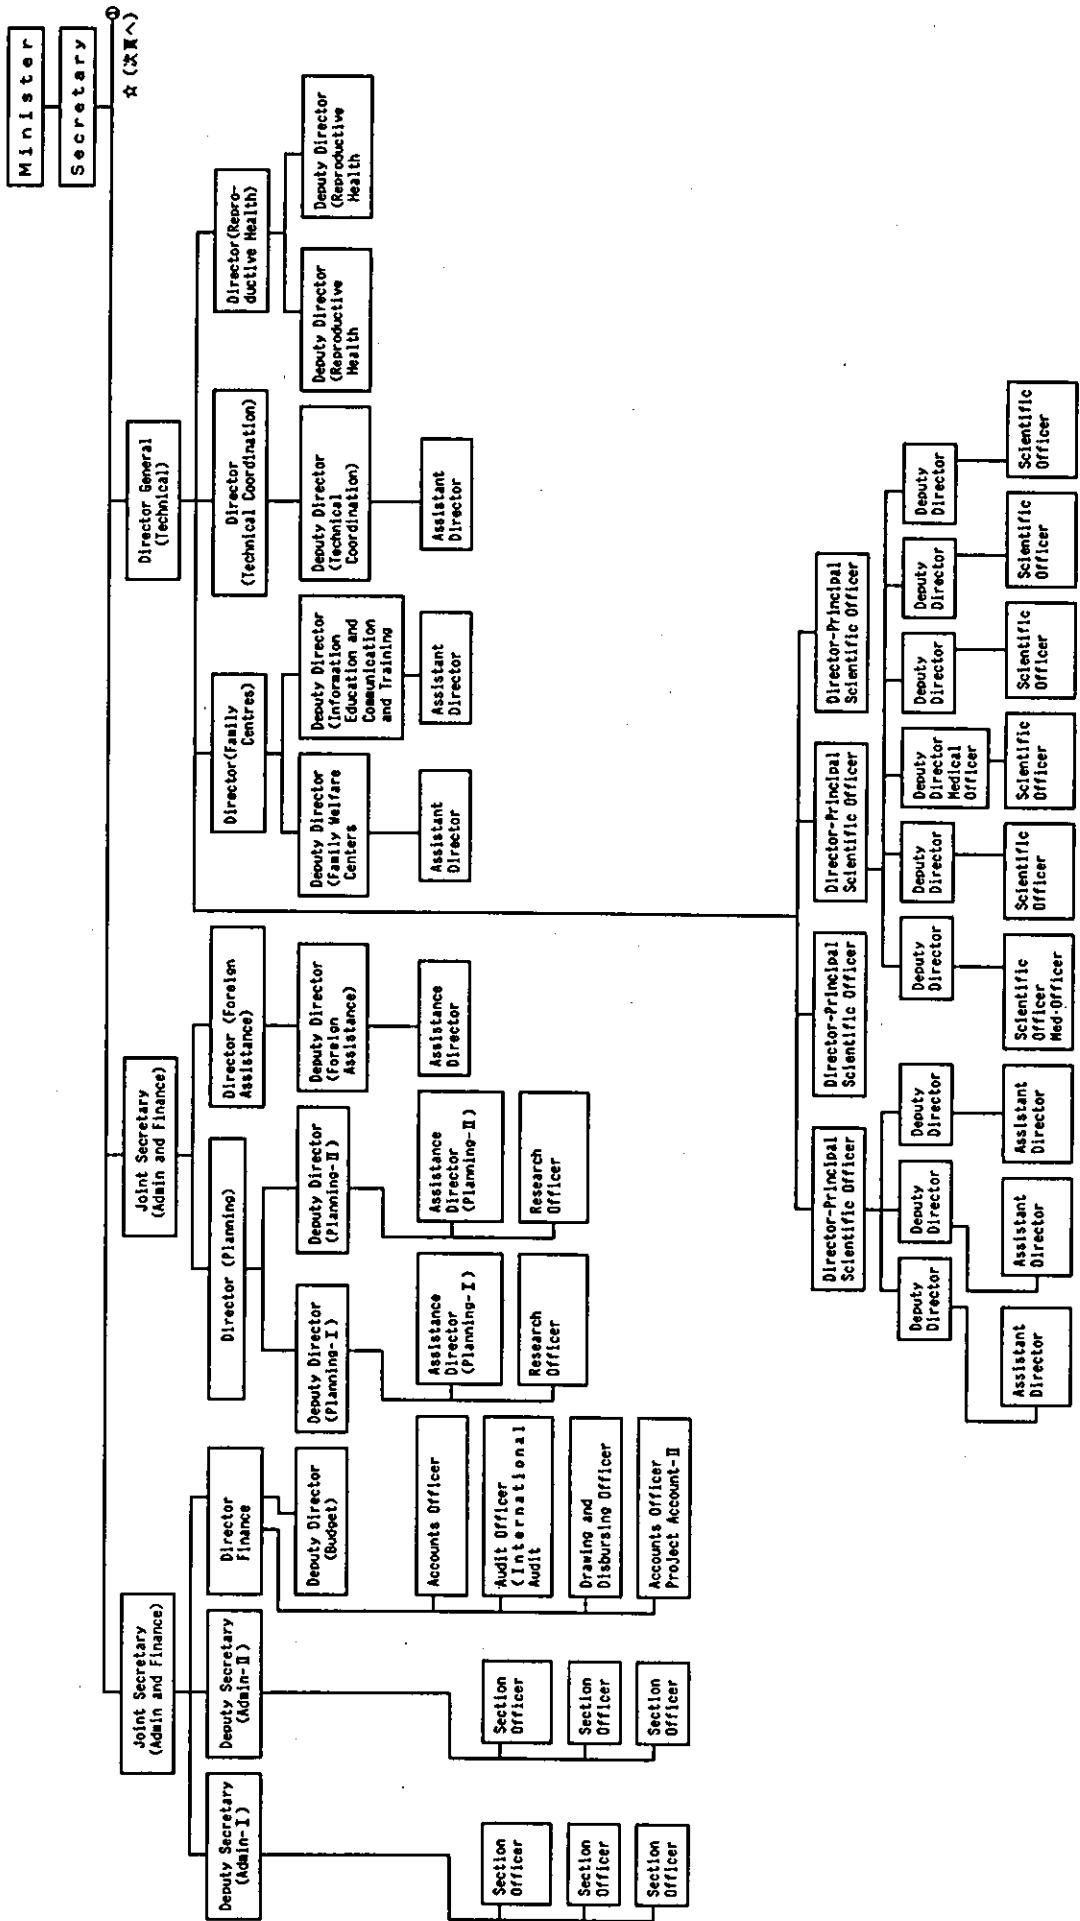 Minister
Secretary
①
☆ (次頁へ)
Joint Secretary
(Admin and Finance)
Joint Secretary
(Admin and Finance)
Director General
(Technical)
Deputy Secretary
(Admin-I)
Deputy Secretary
(Admin-II)
Director
Finance
Director (Planning)
Director (Foreign
Assistance)
Director(Family
Centres)
Director
(Technical Coordination)
Director(Repro-
ductive Health)
Deputy Director
(Budget)
Deputy Director
(Planning-I)
Deputy Director
(Planning-II)
Deputy Director
(Foreign
Assistance)
Deputy Director
(Family Welfare
Centers
Deputy Director
(Information
Education and
Communication
and Training
Deputy Director
(Technical
Coordination)
Deputy Director
(Reproductive
Health
Deputy Director
(Reproductive
Health
Section
Officer
Section
Officer
Section
Officer
Section
Officer
Section
Officer
Section
Officer
Accounts Officer
Audit Officer
(International
Audit
Drawing and
Disbursing Officer
Accounts Officer
Project Account-II
Assistance
Director
(Planning-I)
Research
Officer
Assistance
Director
(Planning-II)
Research
Officer
Assistance
Director
Assistant
Director
Assistant
Director
Assistant
Director
Director-Principal
Scientific Officer
Director-Principal
Scientific Officer
Director-Principal
Scientific Officer
Director-Principal
Scientific Officer
Deputy
Director
Deputy
Director
Deputy
Director
Deputy
Director
Deputy
Director
Deputy
Director
Medical
Officer
Deputy
Director
Deputy
Director
Deputy
Director
Assistant
Director
Assistant
Director
Assistant
Director
Scientific
Officer
Med-Officer
Scientific
Officer
Scientific
Officer
Scientific
Officer
Scientific
Officer
Scientific
Officer